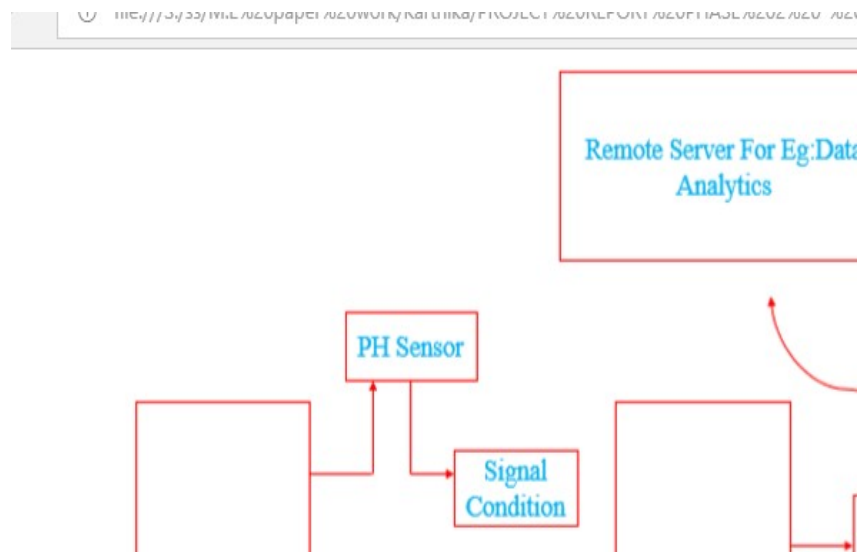 Remote Server For Eg:Data
Analytics
PH Sensor
Signal
Condition